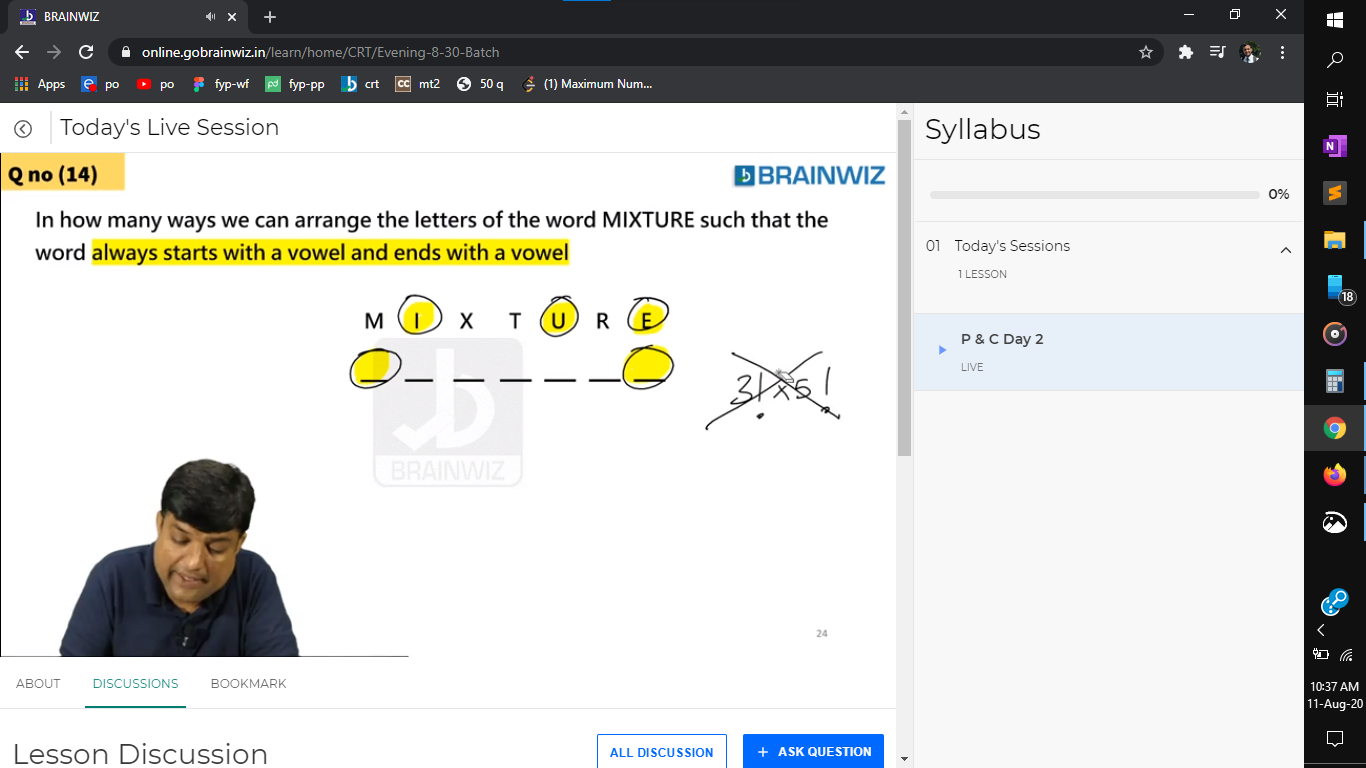 BRAINWIZ
online.gobrainwiz.in/learn/home/CRT/Evening-8-30-Batch
Apps po po fyp-wf fyp-pp crt mt2 50 q (1) Maximum Num...
Today's Live Session
Syllabus
Q no (14)
BRAINWIZ
0%
In how many ways we can arrange the letters of the word MIXTURE such that the
word always starts with a vowel and ends with a vowel
01 Today's Sessions
1 LESSON
M I X T U R E
P & C Day 2
LIVE
3! x 5!
BRAINWIZ
24
18
ABOUT DISCUSSIONS BOOKMARK
10:37 AM
11-Aug-20
Lesson Discussion
ALL DISCUSSION
+ ASK QUESTION